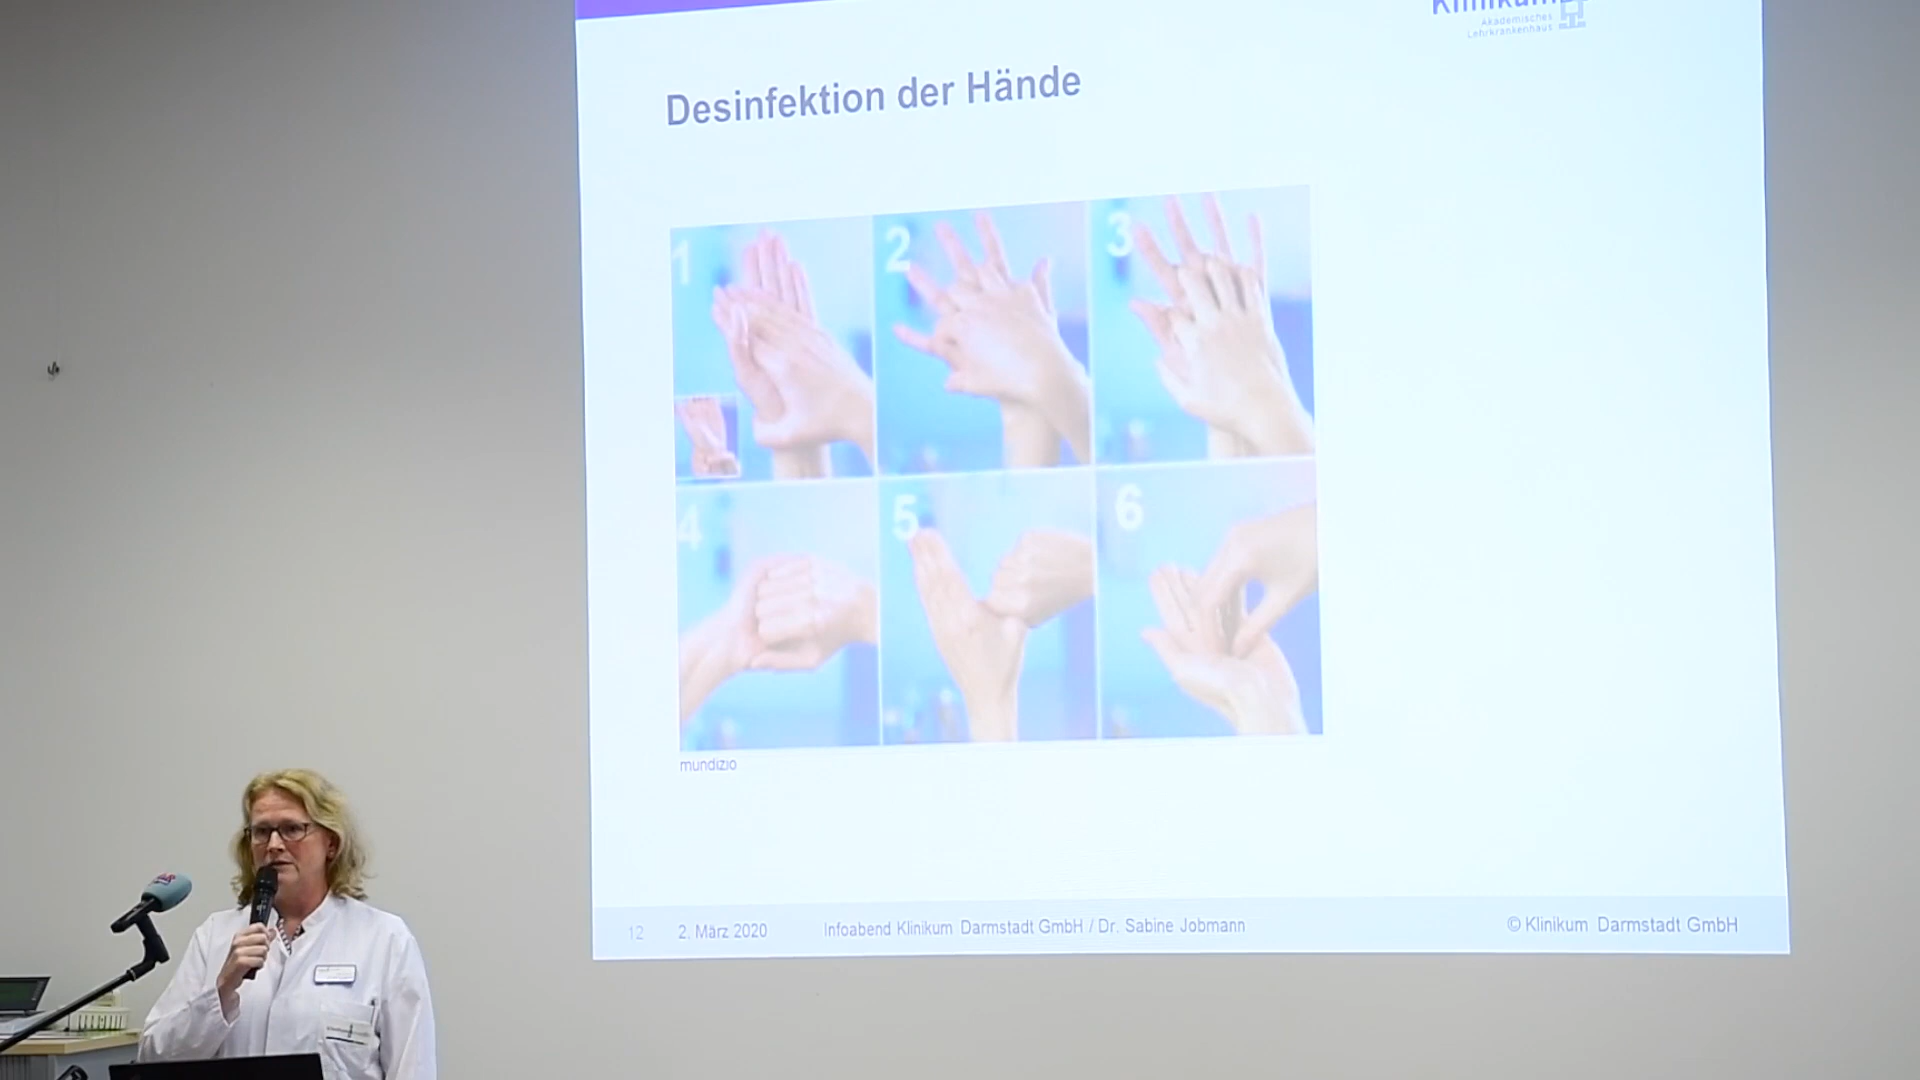 Klinikum
Akademisches
Lehrkrankenhaus
Desinfektion der Hände
1
2
3
4
5
6
mundizio
12
2. März 2020
Infoabend Klinikum Darmstadt GmbH / Dr. Sabine Jobmann
© Klinikum Darmstadt GmbH